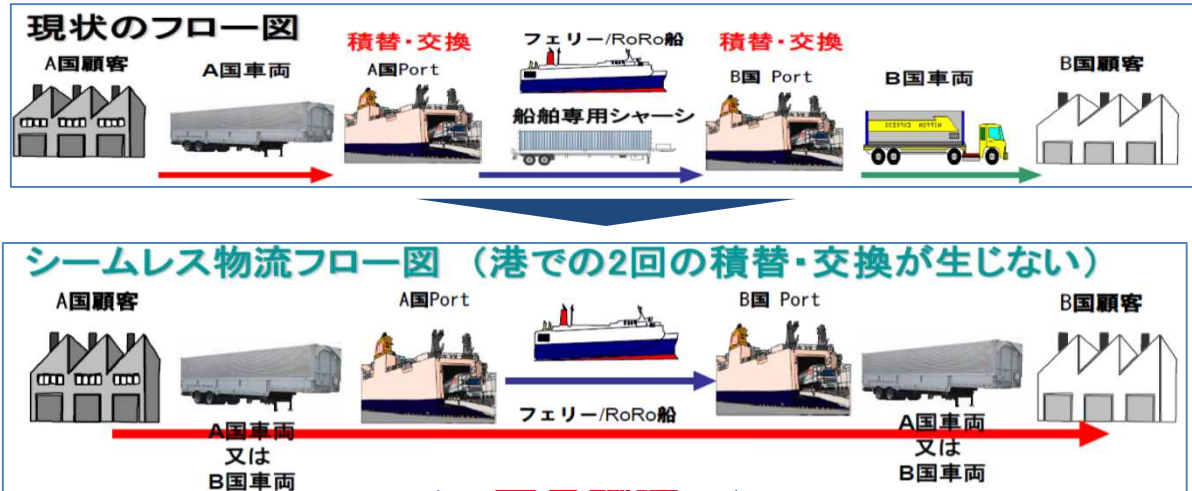 現状のフロー図
A国顧客
A国車両
積替・交換
A国Port
フェリー/RoRo船
船舶専用シャーシ
積替・交換
B国 Port
B国車両
B国顧客
シームレス物流フロー図 （港での2回の積替・交換が生じない）
A国顧客
A国Port
B国 Port
B国顧客
フェリー/RoRo船
A国車両
又は
B国車両
A国車両
又は
B国車両